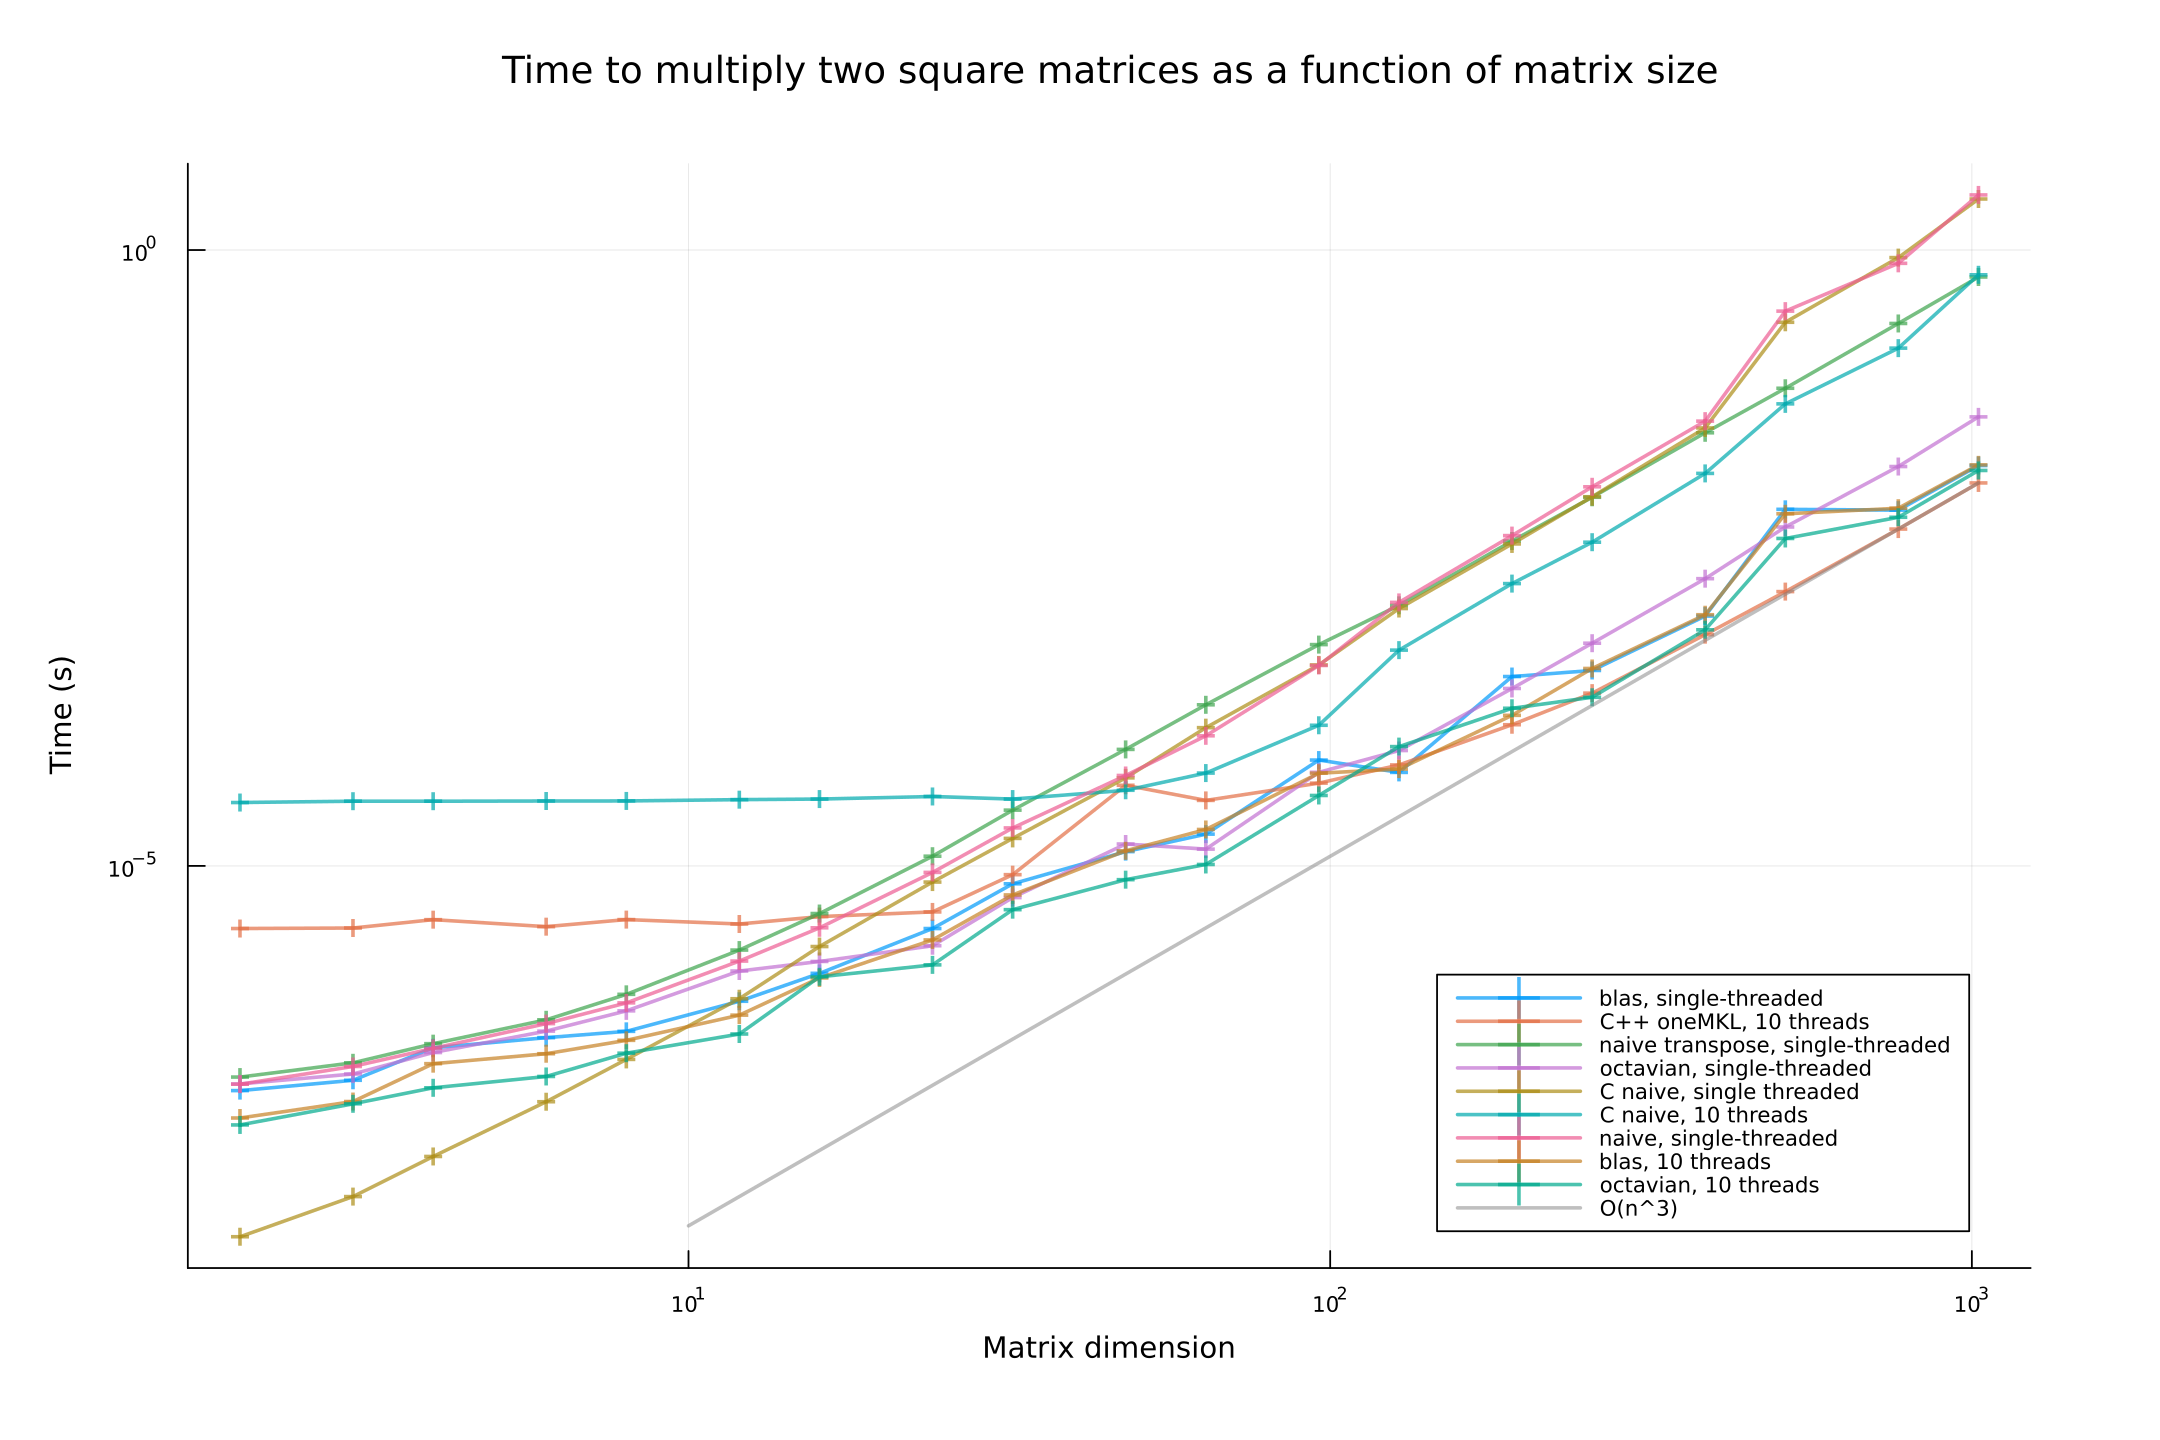 Time to multiply two square matrices as a function of matrix size
10^0
10^-5
Time (s)
blas, single-threaded
C++ oneMKL, 10 threads
naive transpose, single-threaded
octavian, single-threaded
C naive, single threaded
C naive, 10 threads
naive, single-threaded
blas, 10 threads
octavian, 10 threads
O(n^3)
10^1 10^2 10^3
Matrix dimension